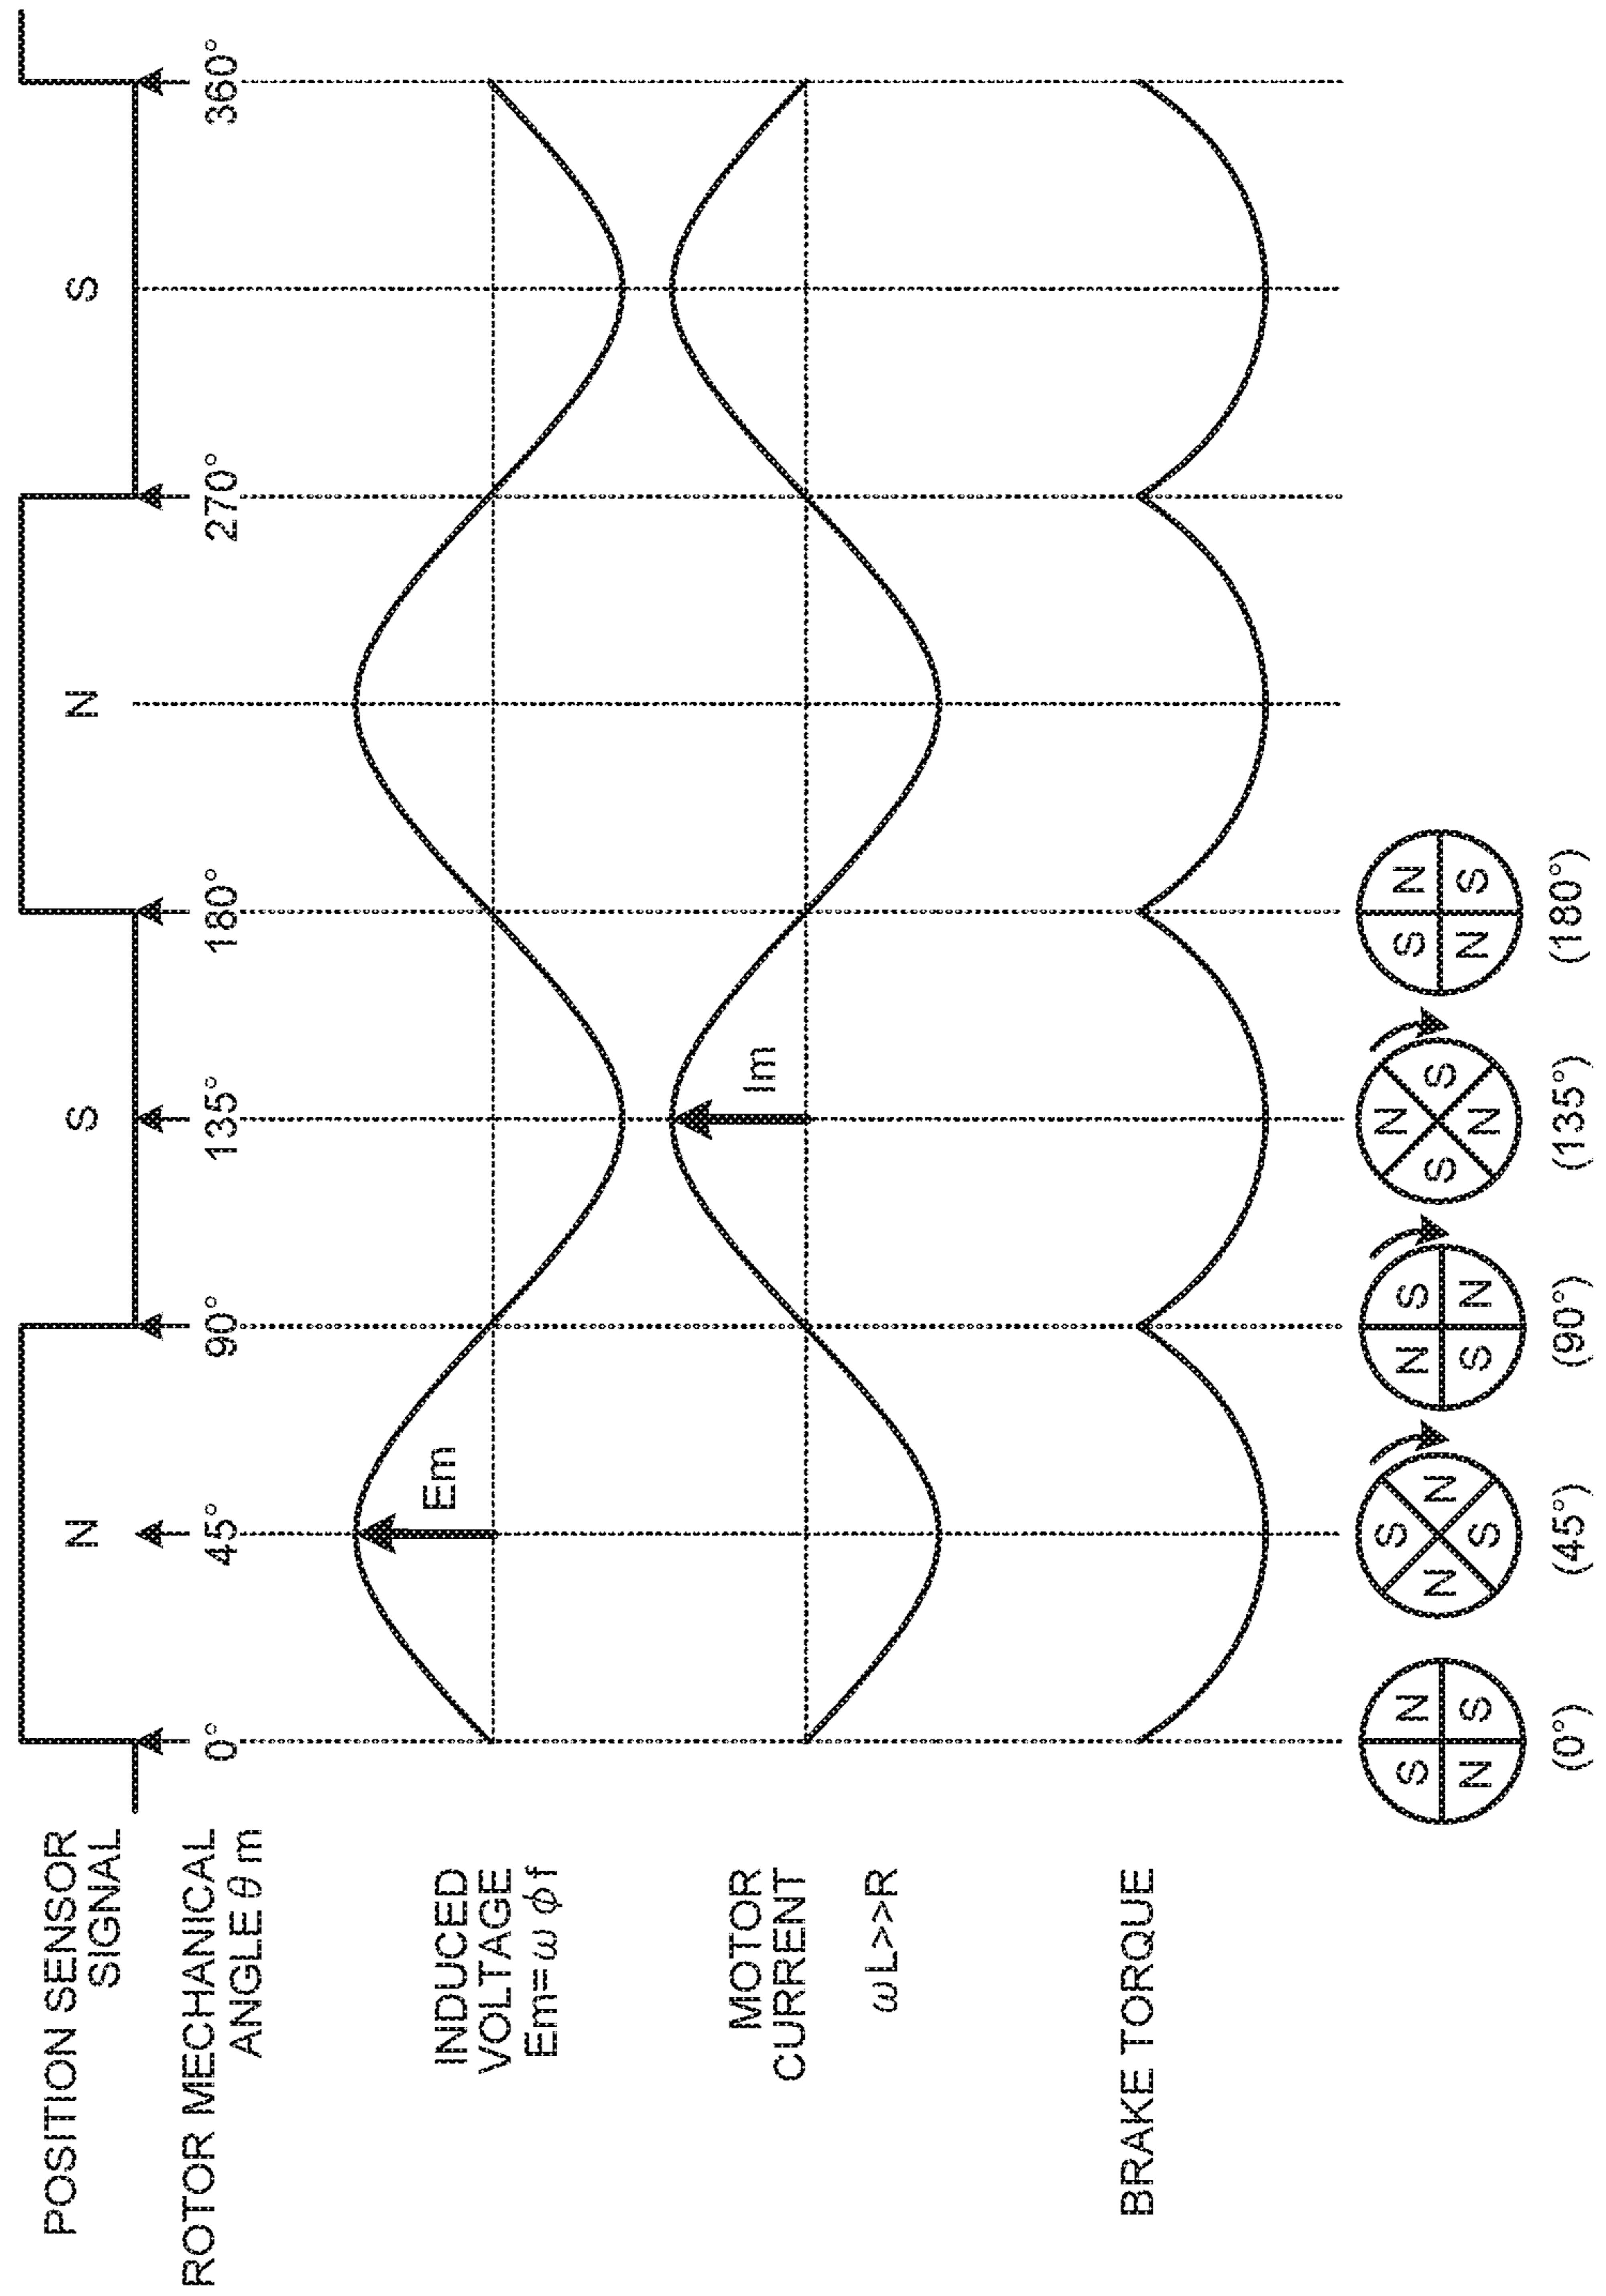 POSITION SENSOR
SIGNAL
N S N S
ROTOR MECHANICAL
ANGLE θ m
0° 45° 90° 135° 180° 270° 360°
INDUCED
VOLTAGE
Em=ω φ f
Em
MOTOR
CURRENT
ω L>>R
Im
BRAKE TORQUE
S N S N S N S N
N S N N S S S N
N S S N N N N S
(0°) (45°) (90°) (135°) (180°)